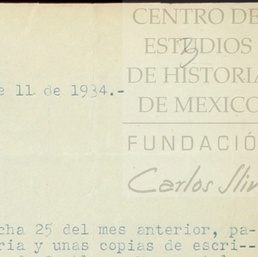 CENTRO DE
ESTUDIOS
DE HISTORIA
DE MEXICO
FUNDACIÓ
Carlos Slim
e 11 de 1934.-
cha 25 del mes anterior, pa-
ria y unas copias de escri--